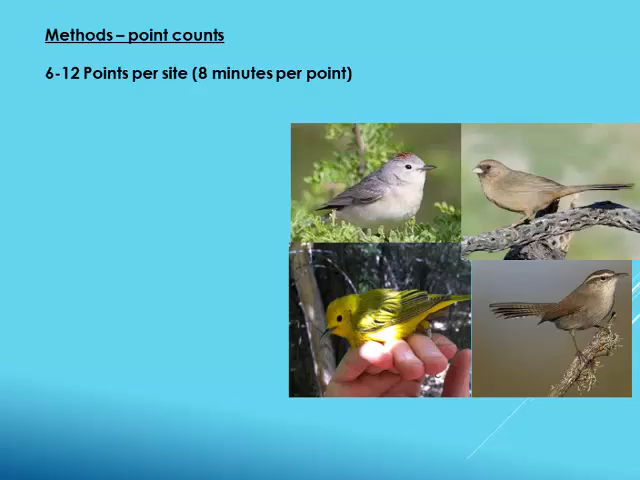 Methods – point counts
6-12 Points per site (8 minutes per point)